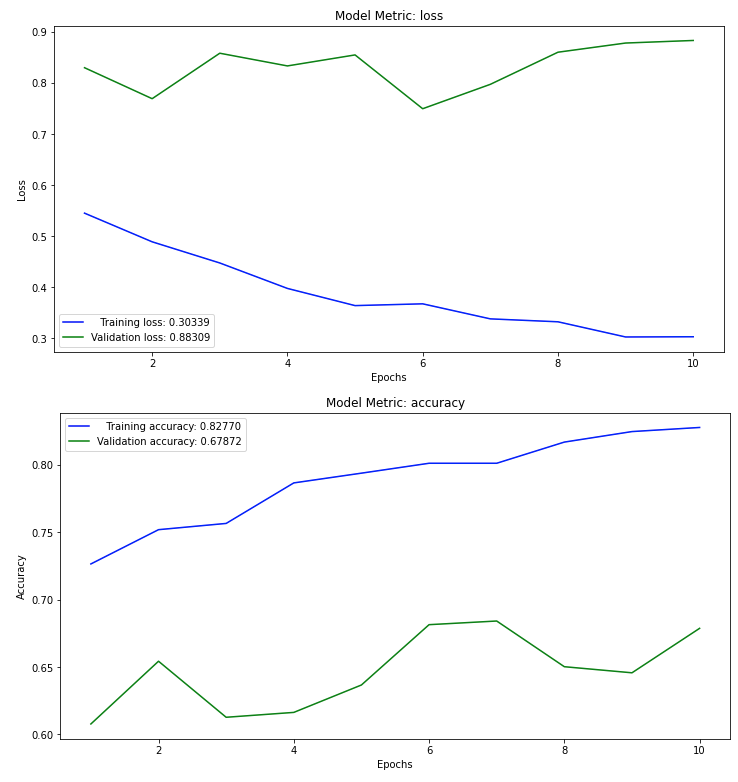 Model Metric: loss
0.9
0.8
0.7
0.6
0.5
0.4
0.3
Loss
Training loss: 0.30339
Validation loss: 0.88309
2 4 6 8 10
Epochs
Model Metric: accuracy
Training accuracy: 0.82770
Validation accuracy: 0.67872
0.80
0.75
0.70
0.65
0.60
Accuracy
2 4 6 8 10
Epochs